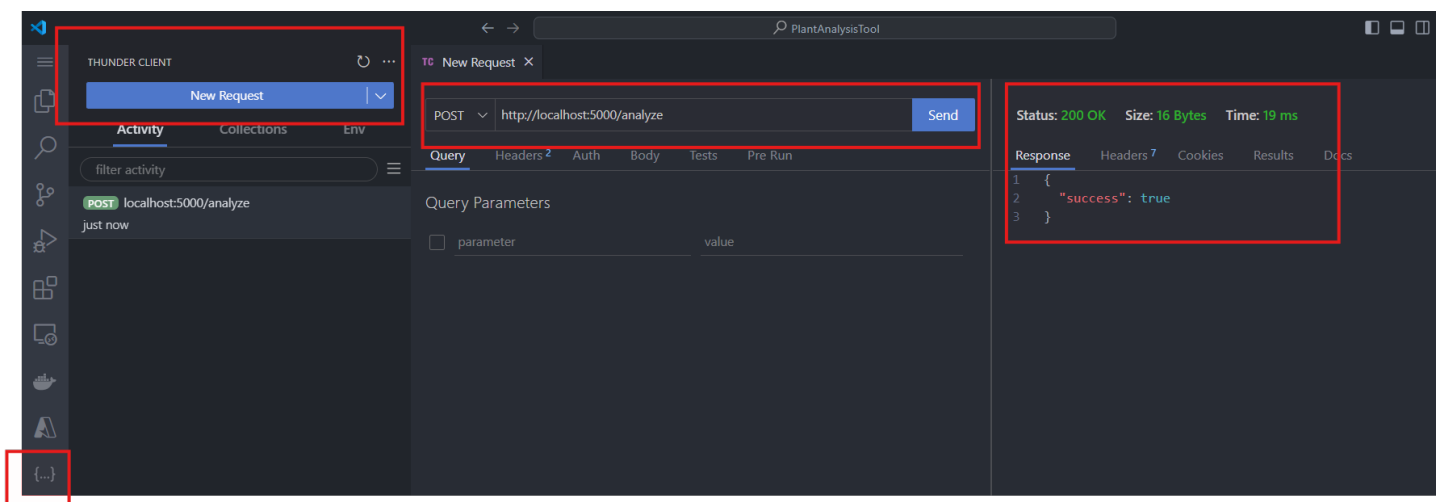 PlantAnalysisTool
THUNDER CLIENT
New Request
Activity Collections Env
filter activity
POST localhost:5000/analyze
just now
{...}
TC New Request
POST http://localhost:5000/analyze Send
Query Headers 2 Auth Body Tests Pre Run
Query Parameters
parameter value
Status: 200 OK Size: 16 Bytes Time: 19 ms
Response Headers 7 Cookies Results Docs
1 {
2 "success": true
3 }